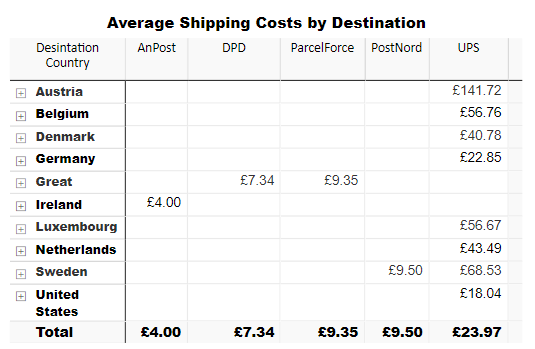 Average Shipping Costs by Destination
Desintation AnPost DPD ParcelForce PostNord UPS
Country
Austria £141.72
Belgium £56.76
Denmark £40.78
Germany £22.85
Great £7.34 £9.35
Ireland £4.00
Luxembourg £56.67
Netherlands £43.49
Sweden £9.50 £68.53
United £18.04
States
Total £4.00 £7.34 £9.35 £9.50 £23.97